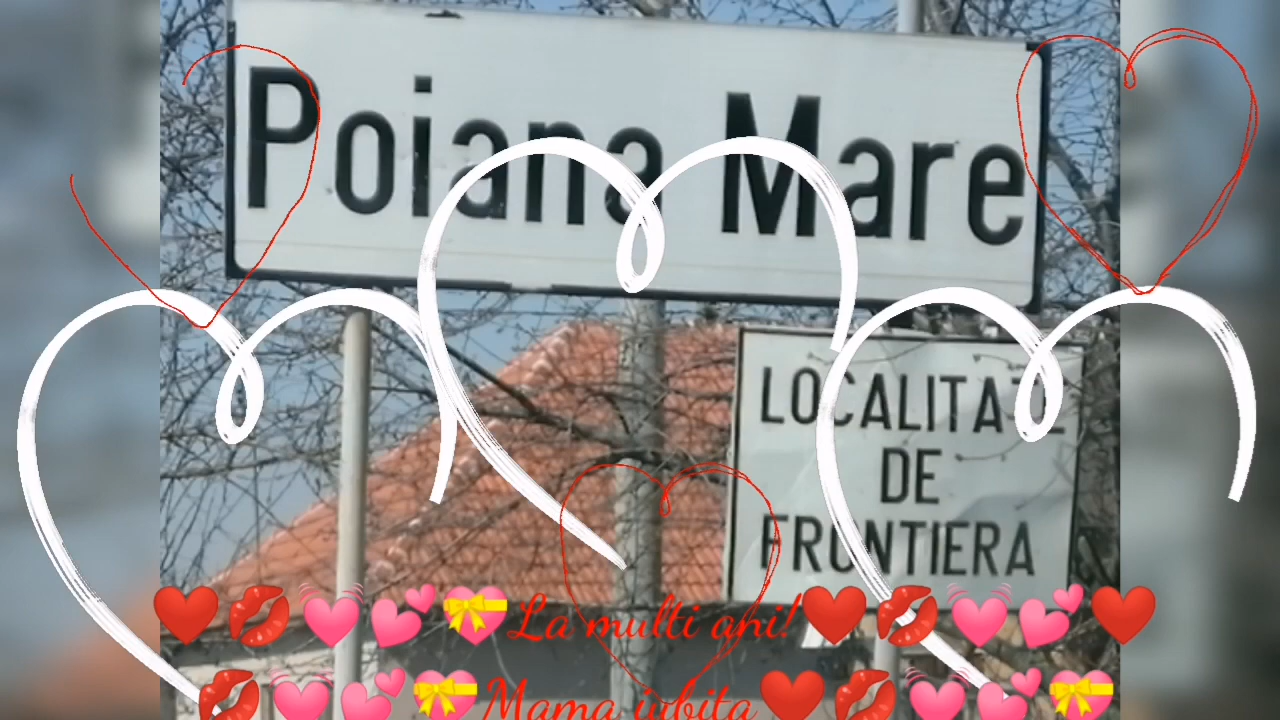 Poiana Mare
LOCALITATE
DE
FRONTIERA
❤️💋💓💕💝La multi ani!❤️💋💓💕❤️
💋💓💕💝Mama iubita❤️💋💓💕💝